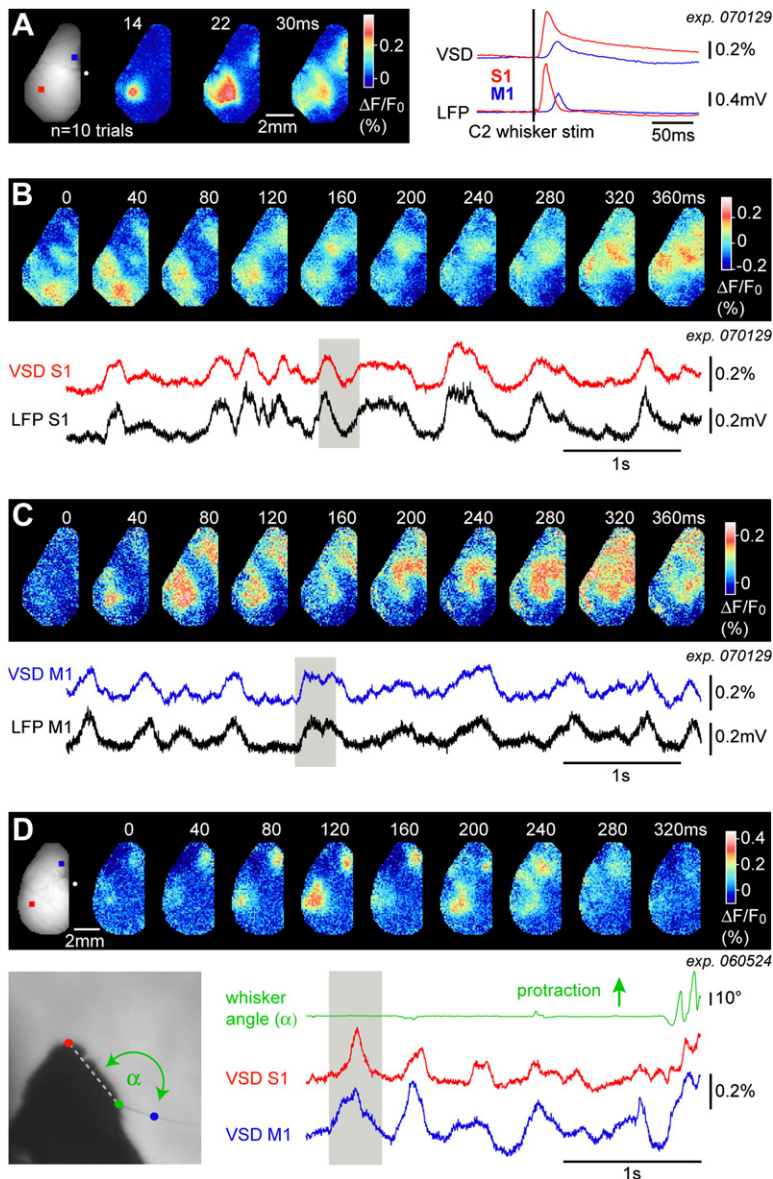 A
14 22 30ms
0.2
0
ΔF/F₀
(%)
n=10 trials
2mm
exp. 070129
VSD
S1
M1
LFP
C2 whisker stim
0.2%
0.4mV
50ms
B
0 40 80 120 160 200 240 280 320 360ms
0.2
0
-0.2
ΔF/F₀
(%)
exp. 070129
VSD S1
LFP S1
0.2%
0.2mV
1s
C
0 40 80 120 160 200 240 280 320 360ms
0.2
0
ΔF/F₀
(%)
exp. 070129
VSD M1
LFP M1
0.2%
0.2mV
1s
D
0 40 80 130 160 200 240 280 320ms
0.4
0.2
0
ΔF/F₀
(%)
2mm
exp. 060524
whisker
angle (α)
protraction
10°
α
VSD S1
VSD M1
0.2%
1s